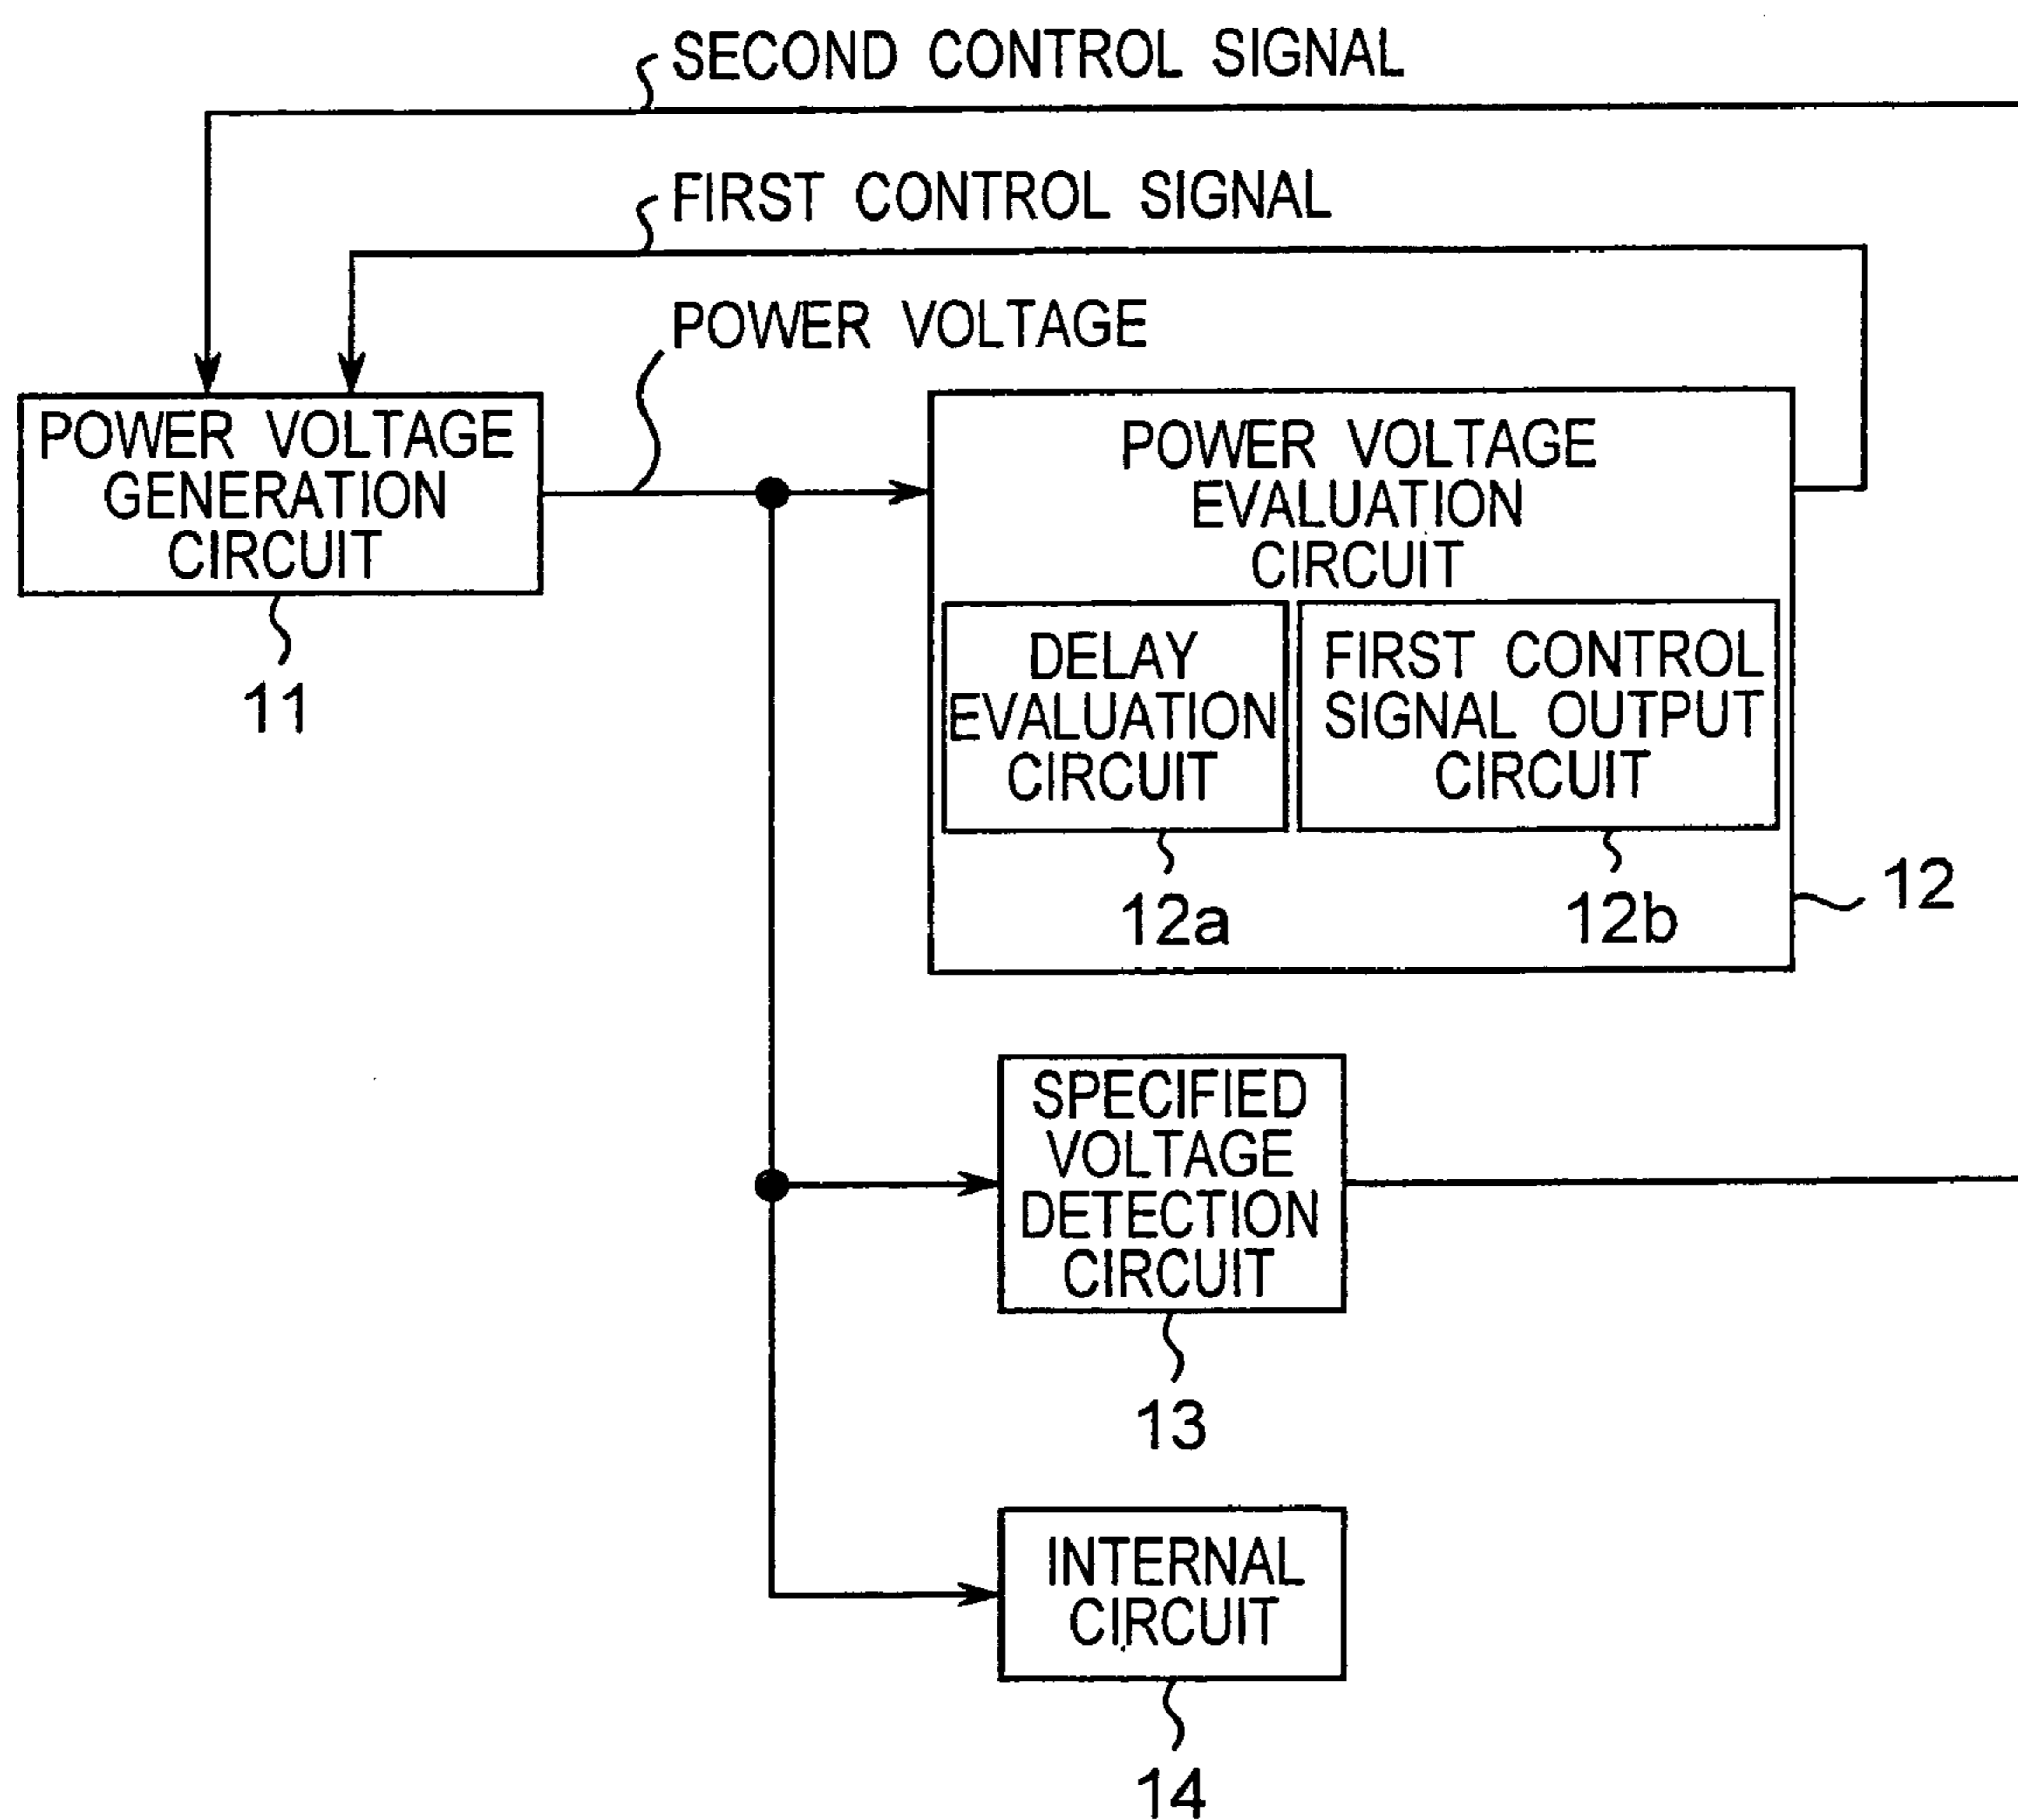 SECOND CONTROL SIGNAL
FIRST CONTROL SIGNAL
POWER VOLTAGE
POWER VOLTAGE
GENERATION
CIRCUIT
11
POWER VOLTAGE
EVALUATION
CIRCUIT
DELAY
EVALUATION
CIRCUIT
12a
FIRST CONTROL
SIGNAL OUTPUT
CIRCUIT
12b
12
SPECIFIED
VOLTAGE
DETECTION
CIRCUIT
13
INTERNAL
CIRCUIT
14